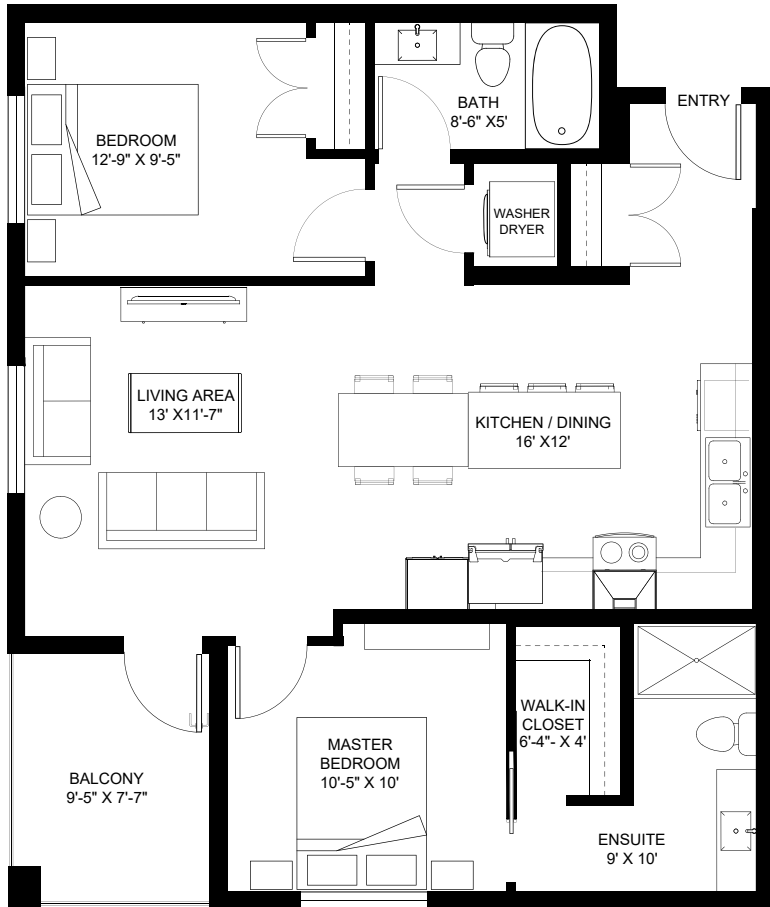 ENTRY
BATH
8'-6" X5'
BEDROOM
12'-9" X 9'-5"
WASHER
DRYER
LIVING AREA
13' X11'-7"
KITCHEN / DINING
16' X12'
WALK-IN
CLOSET
6'-4"- X 4'
MASTER
BEDROOM
10'-5" X 10'
BALCONY
9'-5" X 7'-7"
ENSUITE
9' X 10'